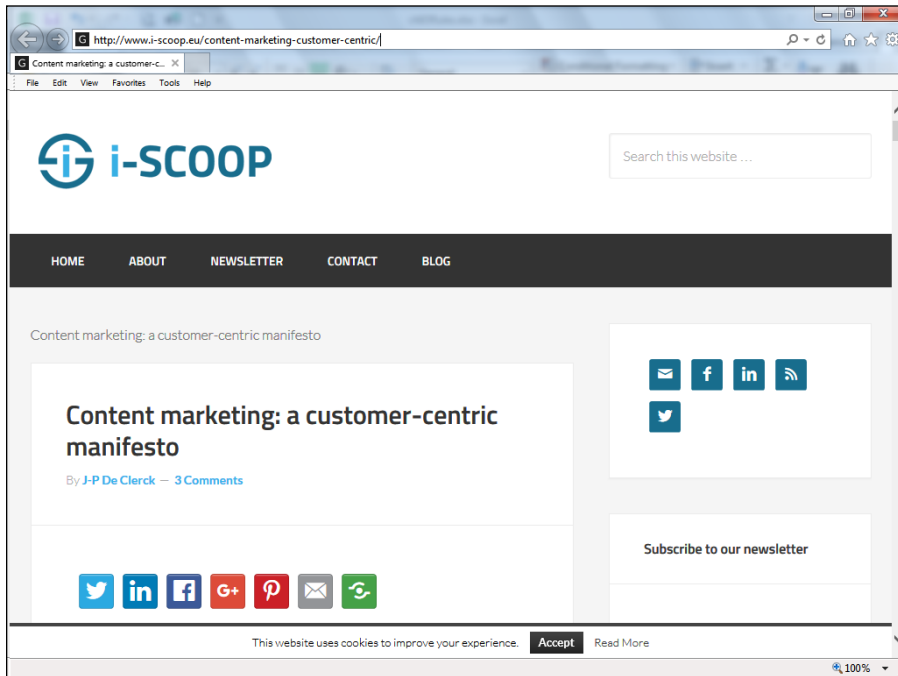 http://www.i-scoop.eu/content-marketing-customer-centric/
Content marketing: a customer-c...
File Edit View Favorites Tools Help
i-SCOOP
Search this website ...
HOME ABOUT NEWSLETTER CONTACT BLOG
Content marketing: a customer-centric manifesto
Content marketing: a customer-centric
manifesto
By J-P De Clerck — 3 Comments
Subscribe to our newsletter
This website uses cookies to improve your experience. Accept Read More
100%